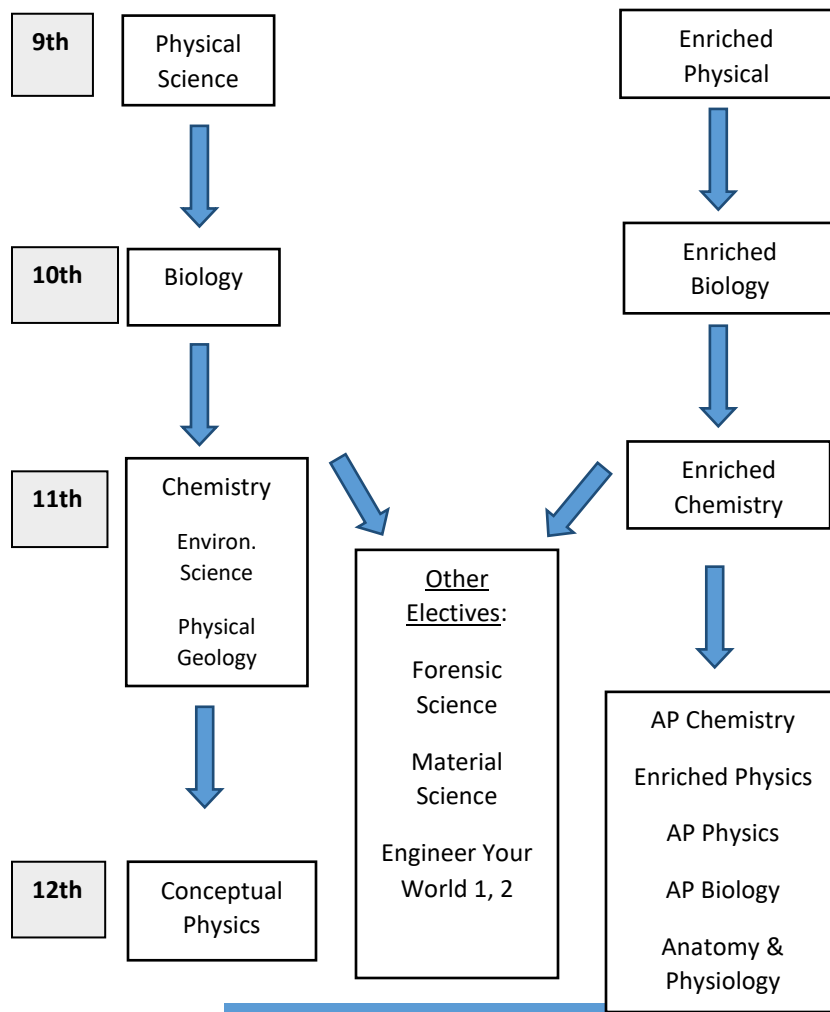 9th
Physical
Science
Enriched
Physical
10th
Biology
Enriched
Biology
11th
Chemistry
Environ.
Science
Physical
Geology
Enriched
Chemistry
Other
Electives:
Forensic
Science
Material
Science
Engineer Your
World 1, 2
AP Chemistry
Enriched Physics
AP Physics
AP Biology
Anatomy &
Physiology
12th
Conceptual
Physics